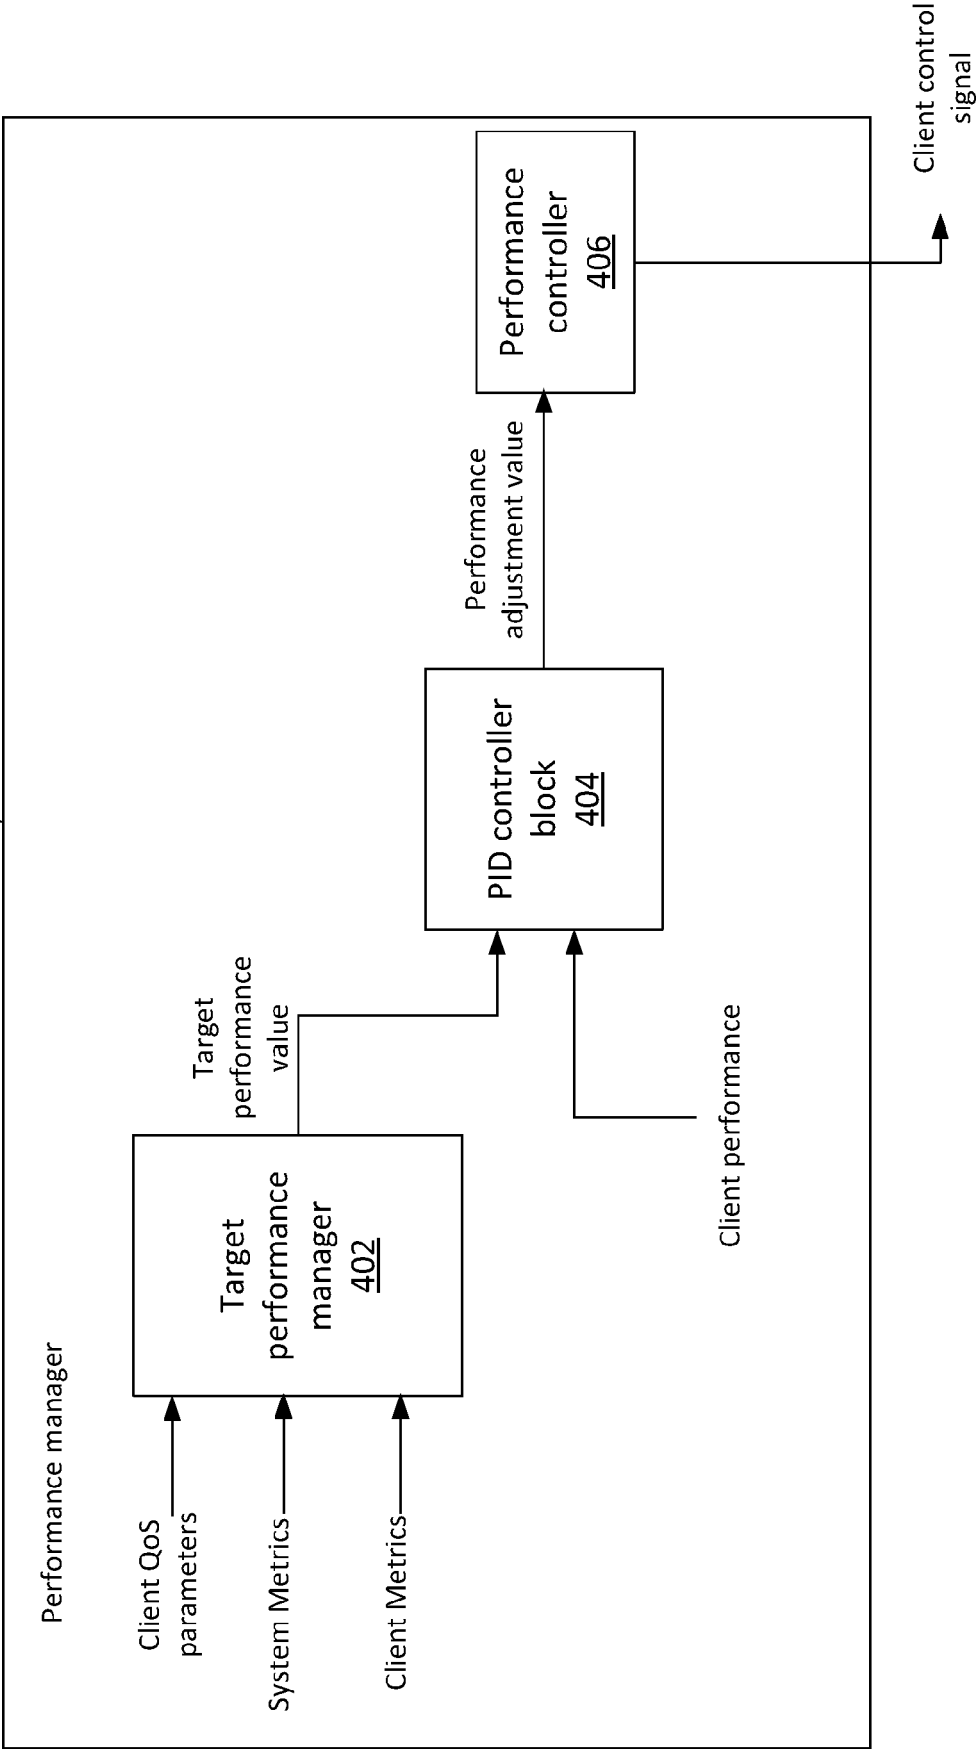 Performance manager
Client QoS
parameters
System Metrics
Client Metrics
Target
performance
manager
402
Target
performance
value
Client performance
PID controller
block
404
Performance
adjustment value
Performance
controller
406
Client control
signal